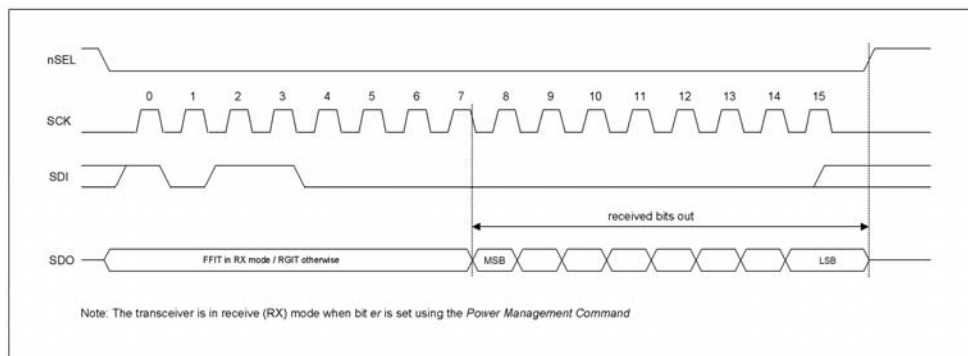 nSEL
0 1 2 3 4 5 6 7 8 9 10 11 12 13 14 15
SCK
SDI
received bits out
SDO
FFIT in RX mode / RGIT otherwise
MSB
LSB
Note: The transceiver is in receive (RX) mode when bit er is set using the Power Management Command